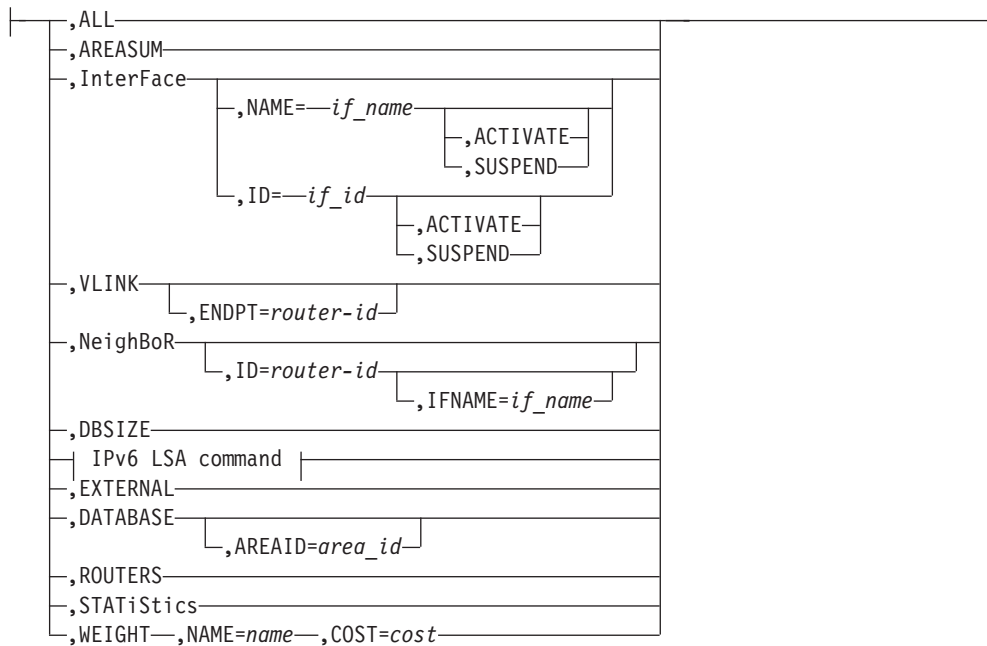 ,ALL
,AREASUM
,InterFace
,NAME= if_name
,ACTIVATE
,SUSPEND
,ID= if_id
,ACTIVATE
,SUSPEND
,VLINK
,ENDPT=router-id
,NeighBoR
,ID=router-id
,IFNAME=if_name
,DBSIZE
IPv6 LSA command
,EXTERNAL
,DATABASE
,AREAID=area_id
,ROUTERS
,STATiStics
,WEIGHT ,NAME=name ,COST=cost